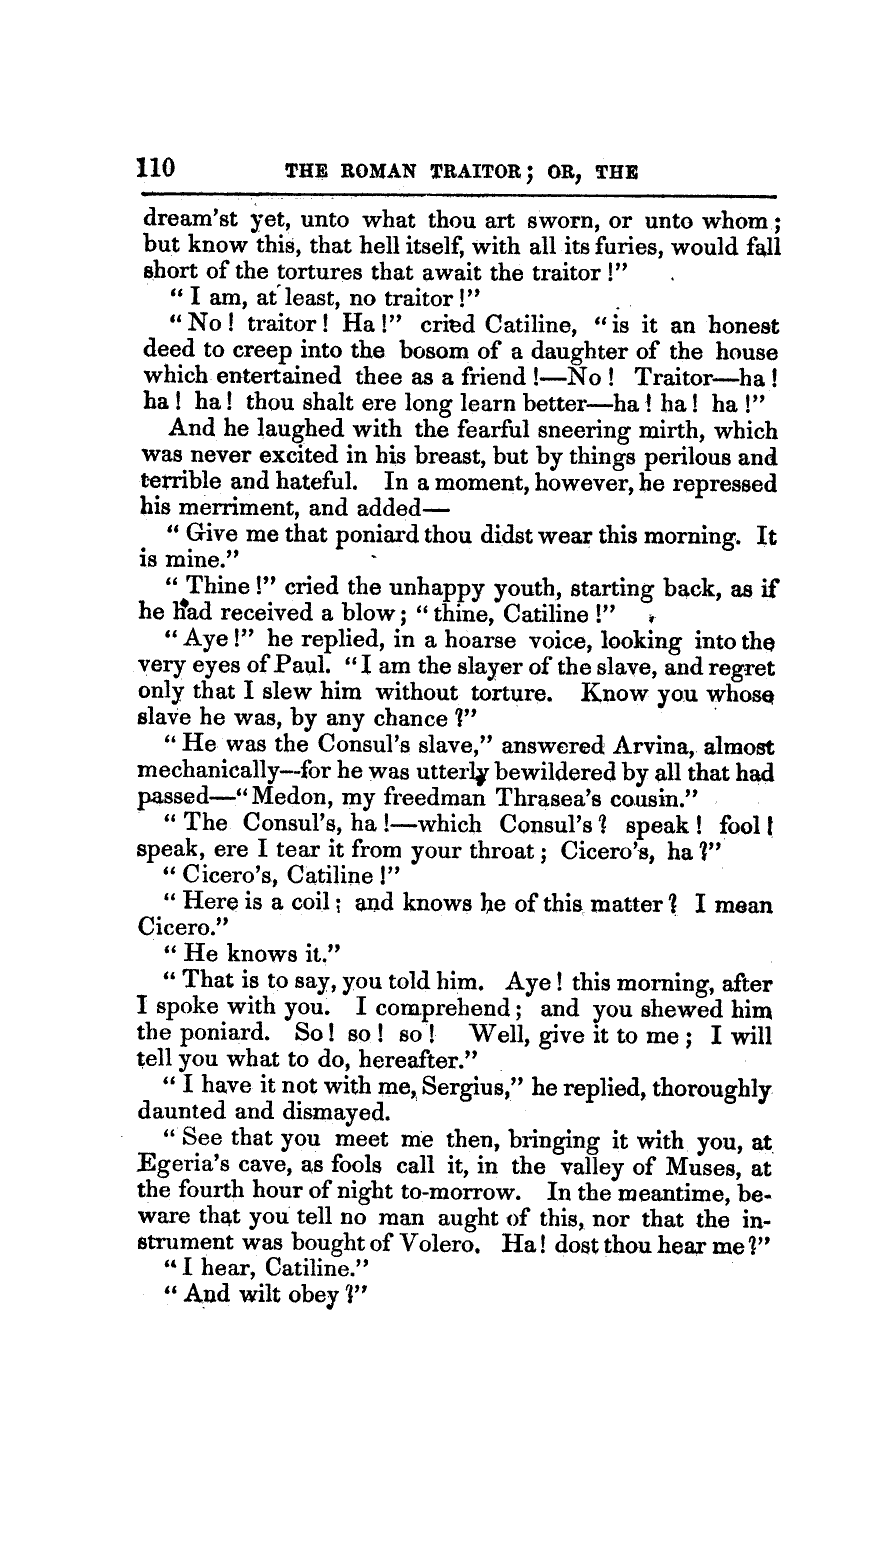 110 THE ROMAN TRAITOR; OR, THE
dream'st yet, unto what thou art sworn, or unto whom;
but know this, that hell itself, with all its furies, would fall
short of the tortures that await the traitor!"
"I am, at least, no traitor!"
"No! traitor! Ha!" cried Catiline, "is it an honest
deed to creep into the bosom of a daughter of the house
which entertained thee as a friend!—No! Traitor—ha!
ha! ha! thou shalt ere long learn better—ha! ha! ha!"
And he laughed with the fearful sneering mirth, which
was never excited in his breast, but by things perilous and
terrible and hateful. In a moment, however, he repressed
his merriment, and added—
"Give me that poniard thou didst wear this morning. It
is mine."
"Thine!" cried the unhappy youth, starting back, as if
he had received a blow; "thine, Catiline!"
"Aye!" he replied, in a hoarse voice, looking into the
very eyes of Paul. "I am the slayer of the slave, and regret
only that I slew him without torture. Know you whose
slave he was, by any chance?"
"He was the Consul's slave," answered Arvina, almost
mechanically—for he was utterly bewildered by all that had
passed—"Medon, my freedman Thrasea's cousin."
"The Consul's, ha!—which Consul's? speak! fool!
speak, ere I tear it from your throat; Cicero's, ha?"
"Cicero's, Catiline!"
"Here is a coil; and knows he of this matter? I mean
Cicero."
"He knows it."
"That is to say, you told him. Aye! this morning, after
I spoke with you. I comprehend; and you shewed him
the poniard. So! so! so! Well, give it to me; I will
tell you what to do, hereafter."
"I have it not with me, Sergius," he replied, thoroughly
daunted and dismayed.
"See that you meet me then, bringing it with you, at
Egeria's cave, as fools call it, in the valley of Muses, at
the fourth hour of night to-morrow. In the meantime, be-
ware that you tell no man aught of this, nor that the in-
strument was bought of Volero. Ha! dost thou hear me?"
"I hear, Catiline."
"And wilt obey?"